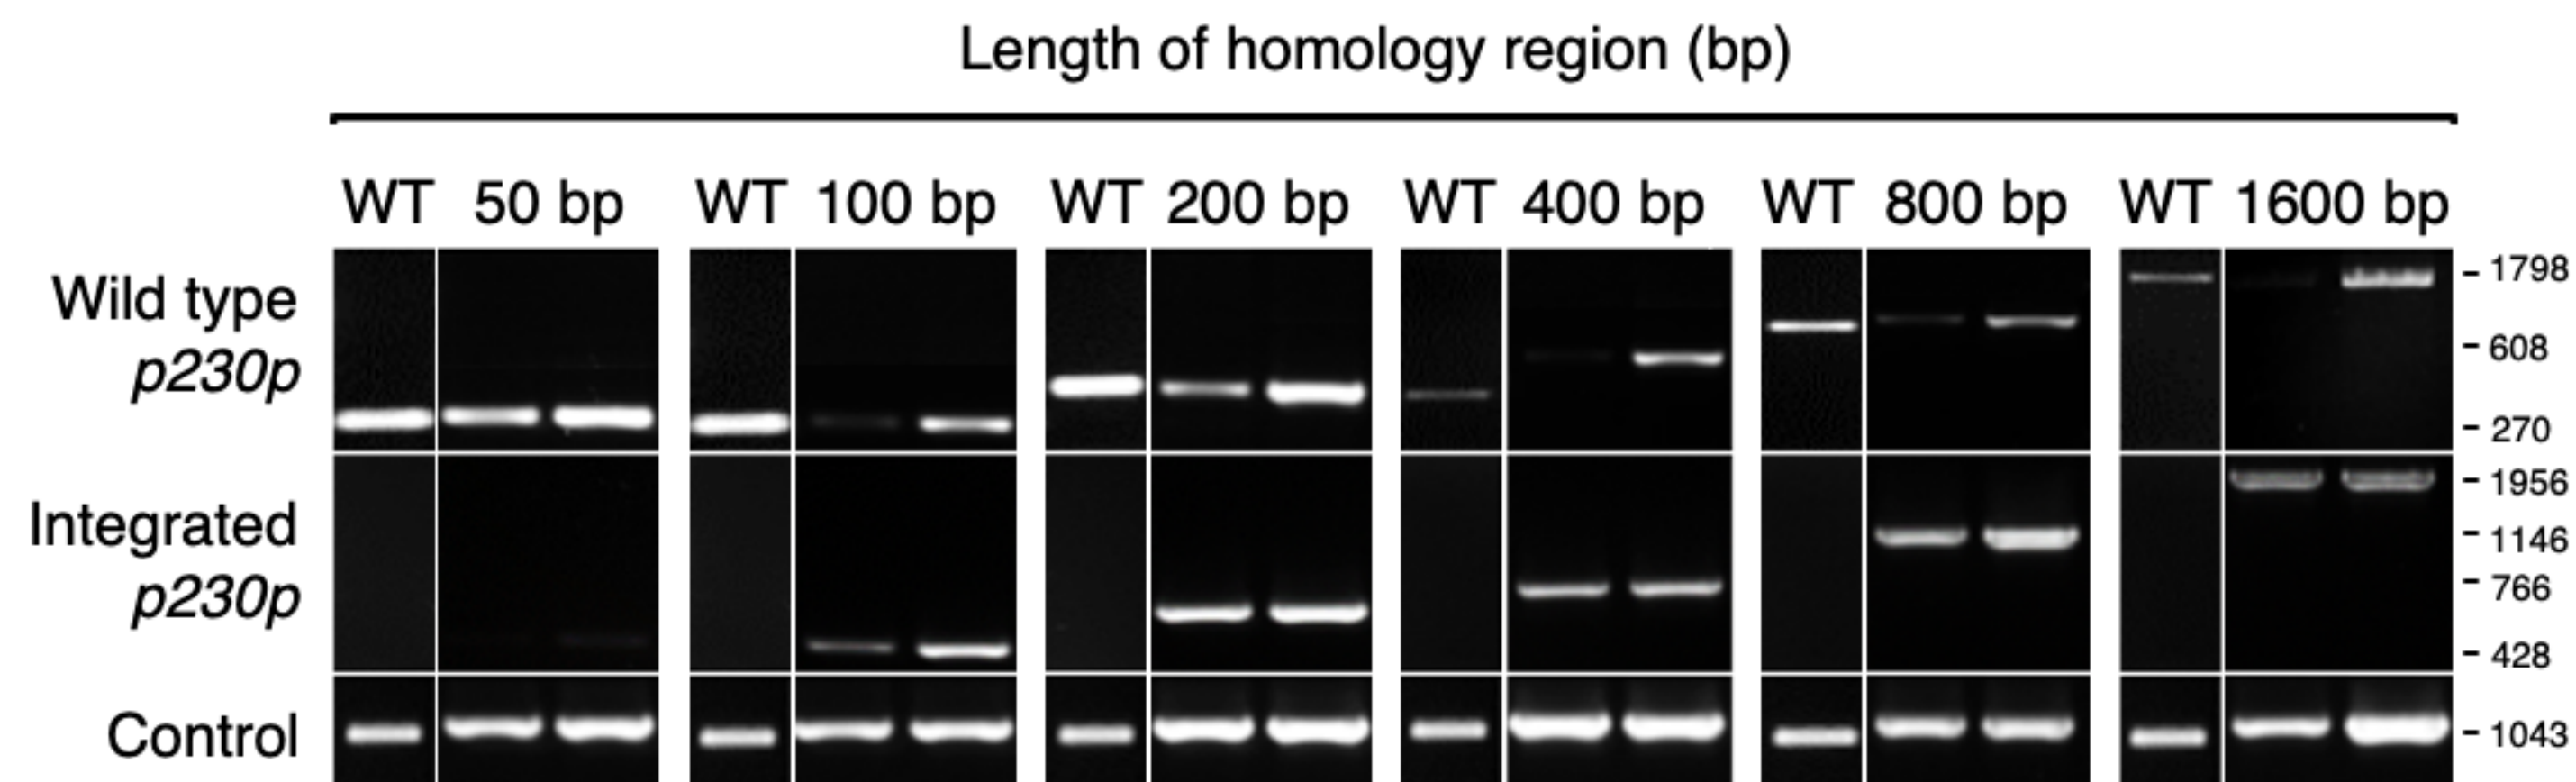 Length of homology region (bp)
WT 50 bp WT 100 bp WT 200 bp WT 400 bp WT 800 bp WT 1600 bp
Wild type
p230p
- 1798
- 608
- 270
Integrated
p230p
- 1956
- 1146
- 766
- 428
Control
- 1043